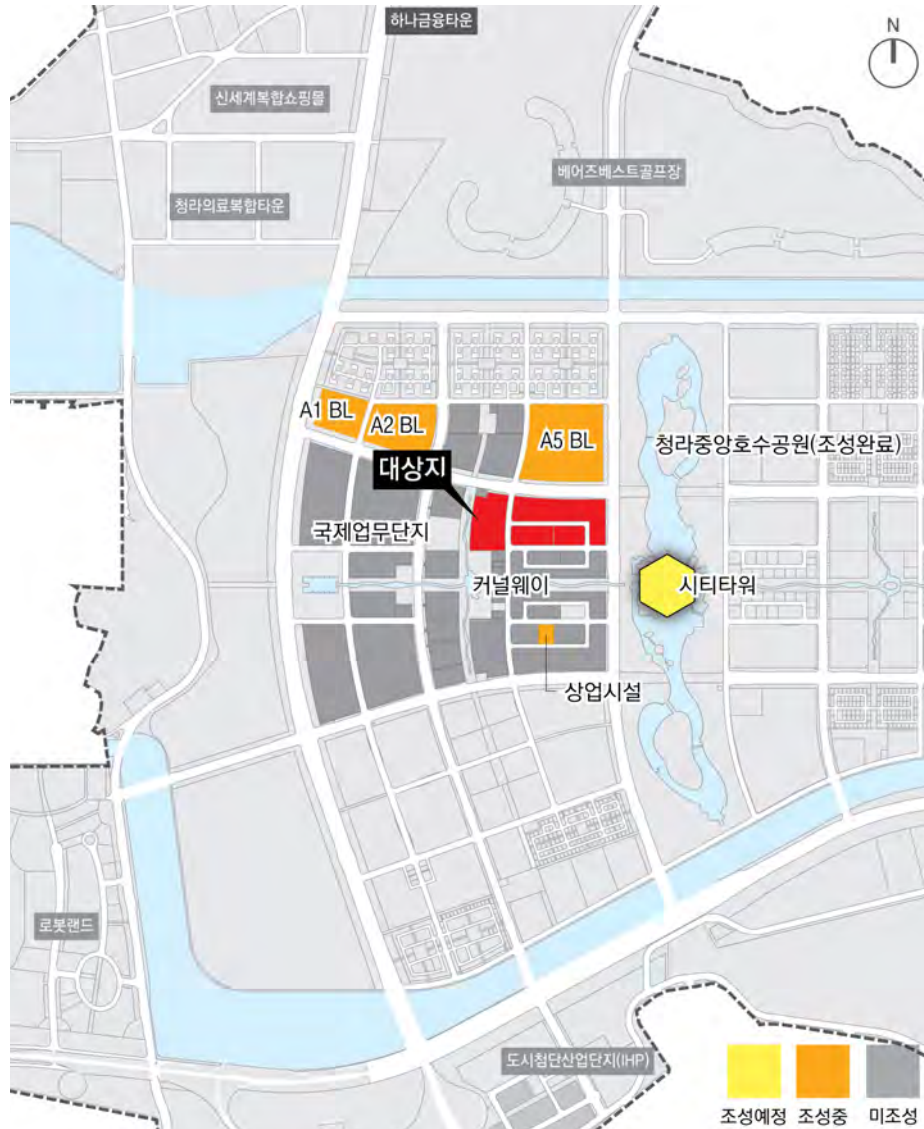 하나금융타운
N
신세계복합쇼핑몰
베어즈베스트골프장
청라의료복합타운
A1 BL
A2 BL
A5 BL
청라중앙호수공원(조성완료)
대상지
국제업무단지
커널웨이
시티타워
상업시설
로봇랜드
도시첨단산업단지(IHP)
조성예정 조성중 미조성